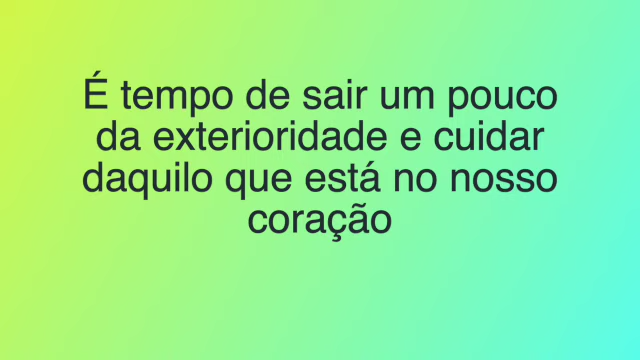 É tempo de sair um pouco
da exterioridade e cuidar
daquilo que está no nosso
coração